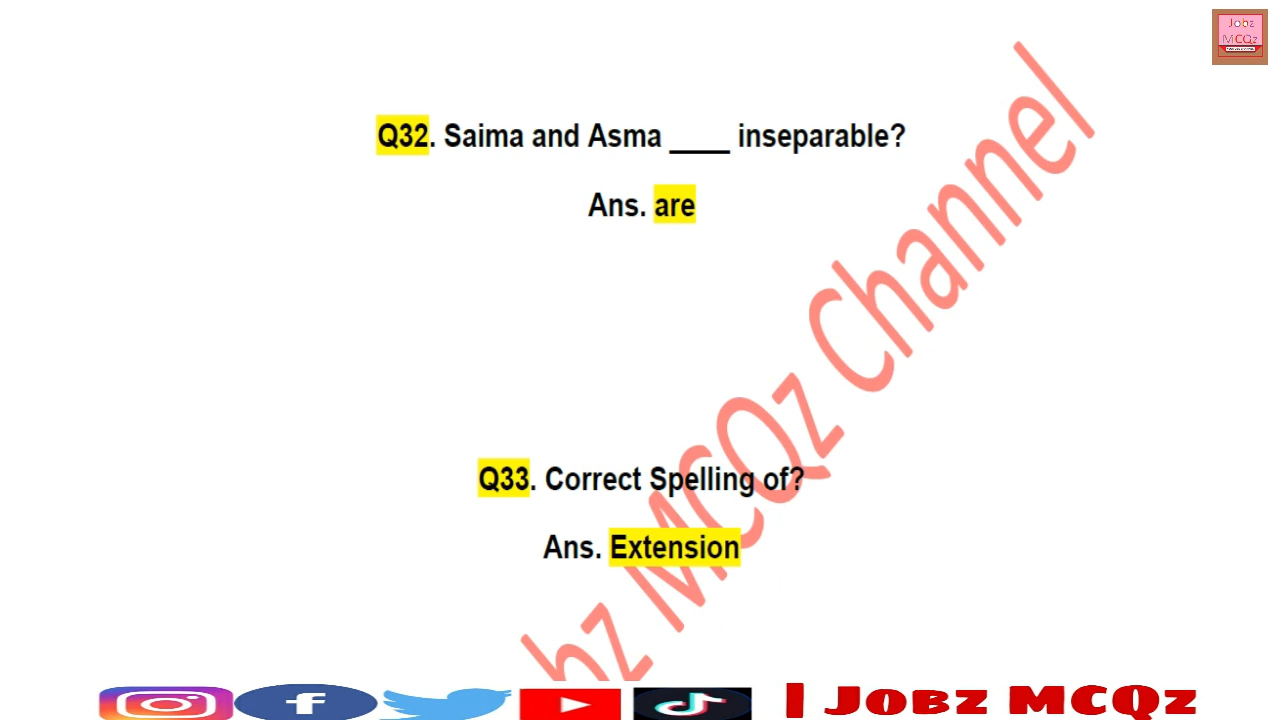 Jobz
MCQz
Q32. Saima and Asma ____ inseparable?
Ans. are
Q33. Correct Spelling of?
Ans. Extension
bz MCQz Channel
| Jobz MCQz